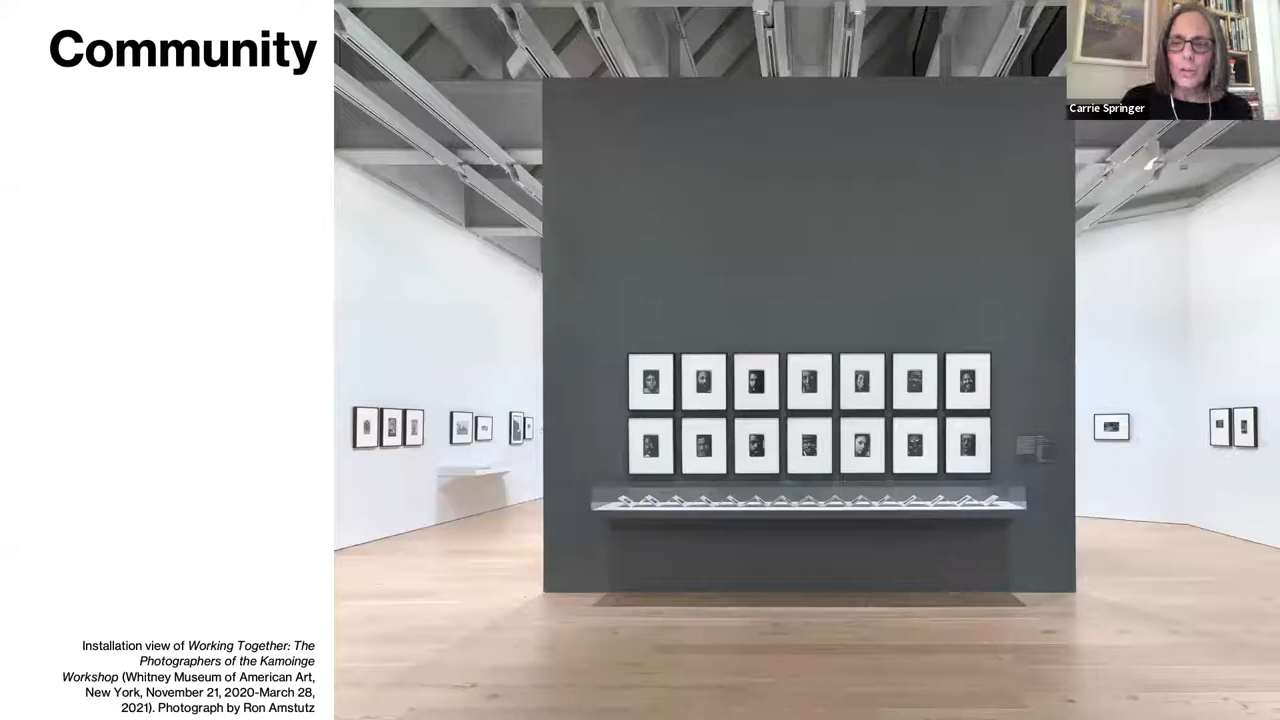 Community
Carrie Springer
Installation view of Working Together: The
Photographers of the Kamoinge
Workshop (Whitney Museum of American Art,
New York, November 21, 2020-March 28,
2021). Photograph by Ron Amstutz